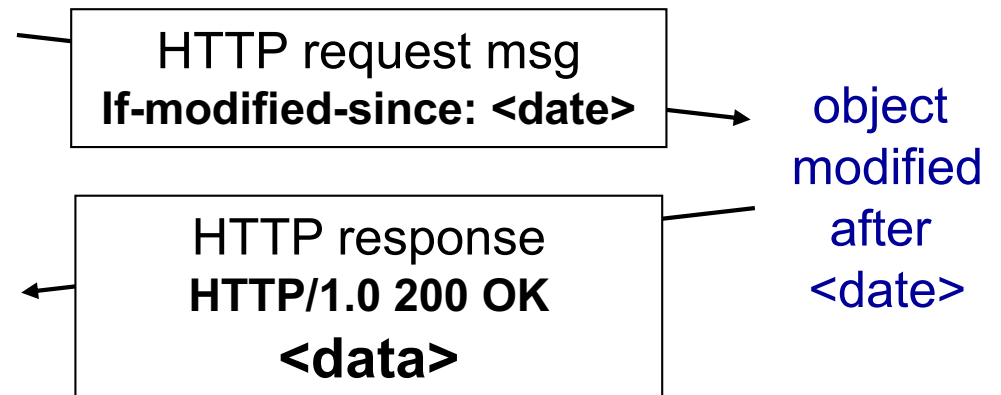 HTTP request msg
If-modified-since: <date>
object
modified
after
<date>
HTTP response
HTTP/1.0 200 OK
<data>